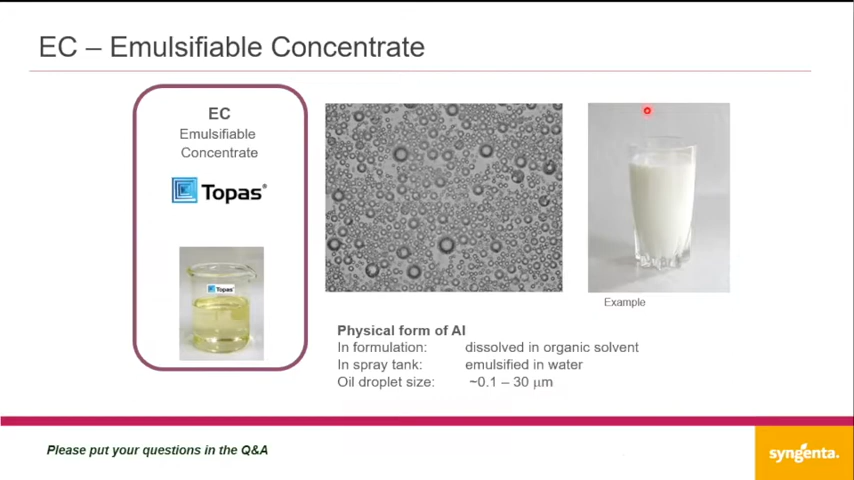 EC – Emulsifiable Concentrate
EC
Emulsifiable
Concentrate
Topas®
Topas
Example
Physical form of AI
In formulation: dissolved in organic solvent
In spray tank: emulsified in water
Oil droplet size: ~0.1 – 30 µm
Please put your questions in the Q&A
syngenta.